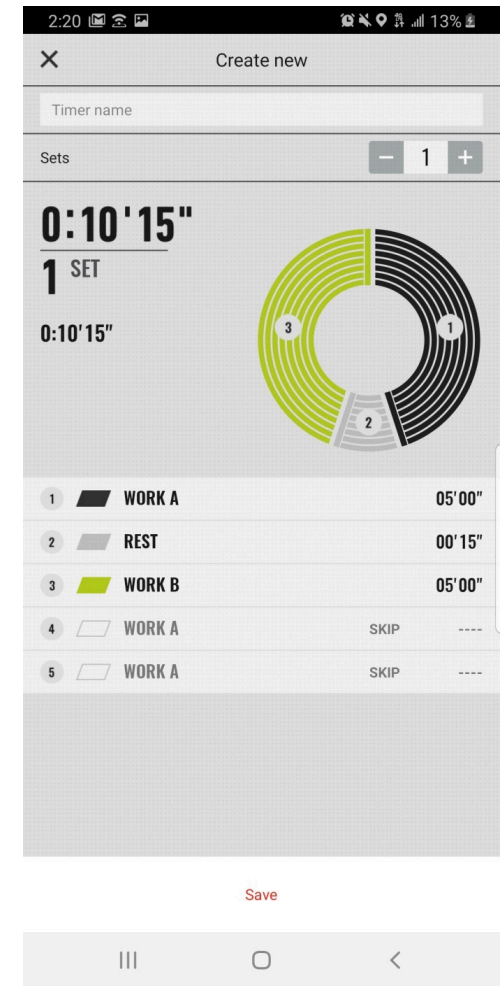 2:20 13%
Create new
Timer name
Sets 1
0:10'15"
1 SET
0:10'15"
1
3
2
1 WORK A 05'00"
2 REST 00'15"
3 WORK B 05'00"
4 WORK A SKIP ----
5 WORK A SKIP ----
Save